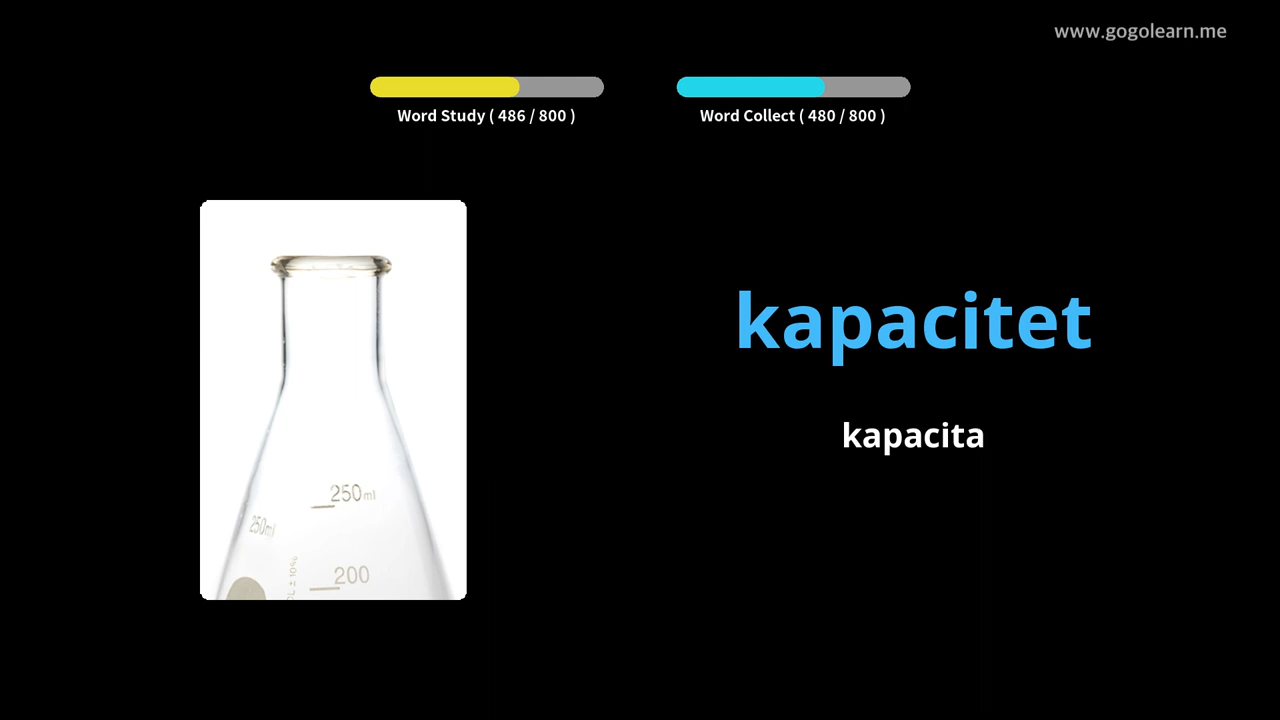 www.gogolearn.me
Word Study ( 486 / 800 )
Word Collect ( 480 / 800 )
kapacitet
kapacita
250ml
250ml
200